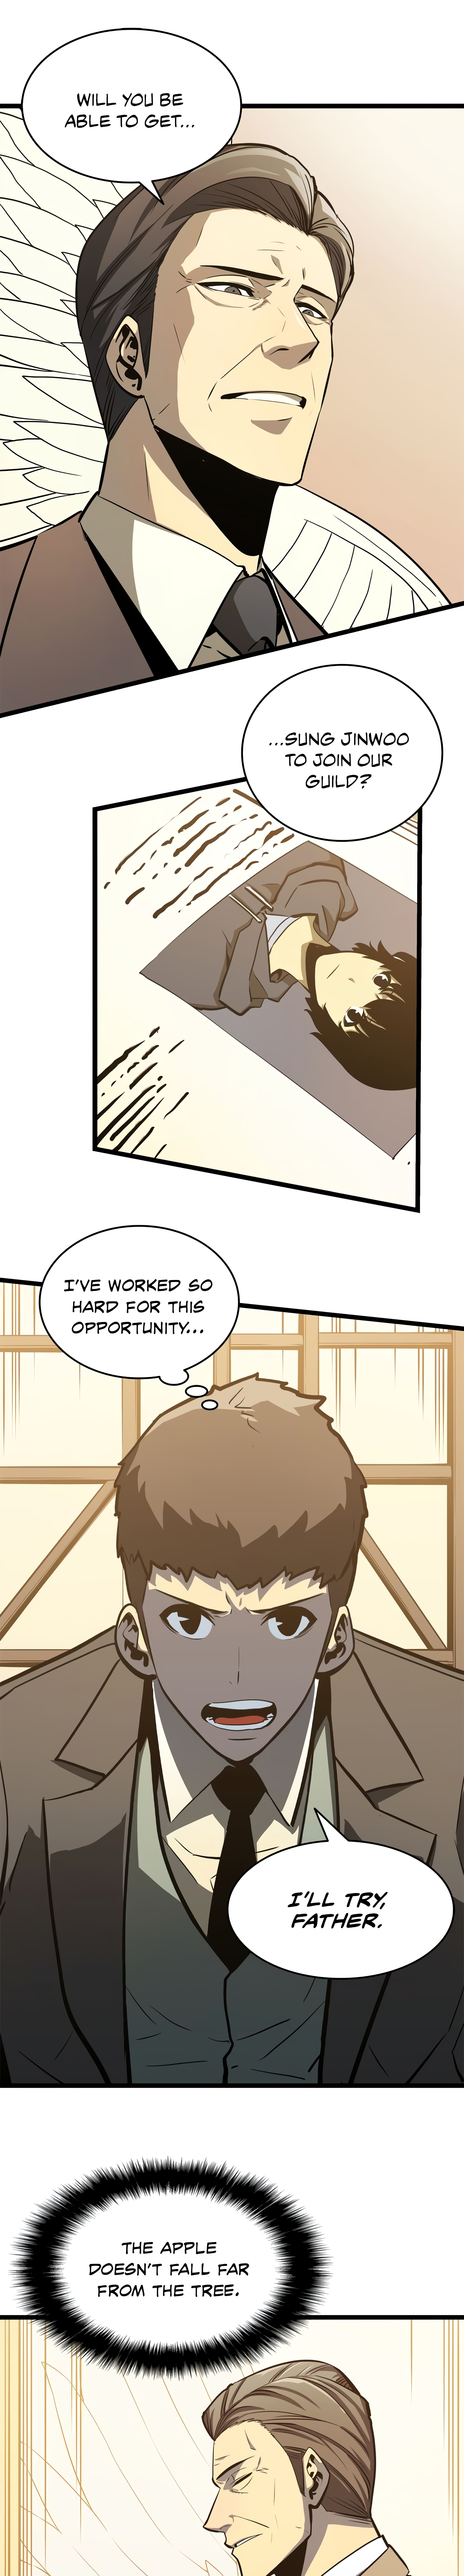 WILL YOU BE
ABLE TO GET...
...SUNG JINWOO
TO JOIN OUR
GUILD?
I'VE WORKED SO
HARD FOR THIS
OPPORTUNITY...
I'LL TRY,
FATHER.
THE APPLE
DOESN'T FALL FAR
FROM THE TREE.